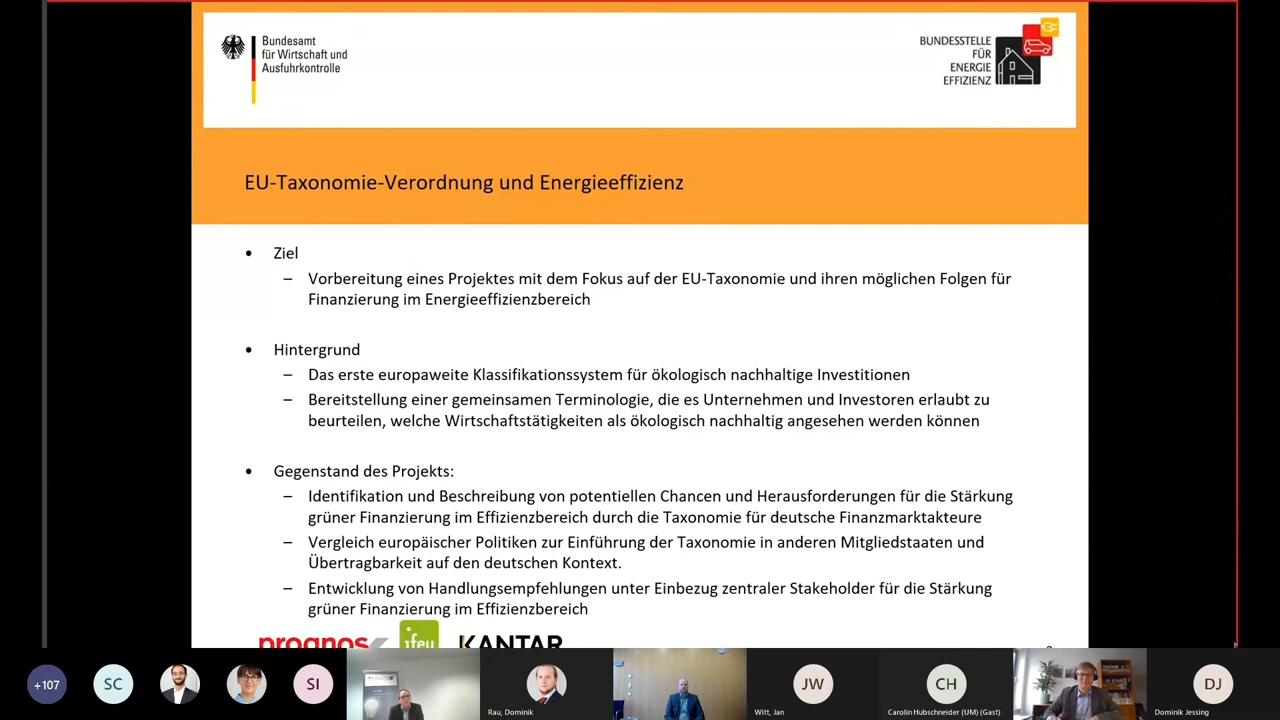 Bundesamt
für Wirtschaft und
Ausfuhrkontrolle
BUNDESSTELLE
FÜR
ENERGIE
EFFIZIENZ
EU-Taxonomie-Verordnung und Energieeffizienz
• Ziel
– Vorbereitung eines Projektes mit dem Fokus auf der EU-Taxonomie und ihren möglichen Folgen für
Finanzierung im Energieeffizienzbereich
• Hintergrund
– Das erste europaweite Klassifikationssystem für ökologisch nachhaltige Investitionen
– Bereitstellung einer gemeinsamen Terminologie, die es Unternehmen und Investoren erlaubt zu
beurteilen, welche Wirtschaftstätigkeiten als ökologisch nachhaltig angesehen werden können
• Gegenstand des Projekts:
– Identifikation und Beschreibung von potentiellen Chancen und Herausforderungen für die Stärkung
grüner Finanzierung im Effizienzbereich durch die Taxonomie für deutsche Finanzmarktakteure
– Vergleich europäischer Politiken zur Einführung der Taxonomie in anderen Mitgliedstaaten und
Übertragbarkeit auf den deutschen Kontext.
– Entwicklung von Handlungsempfehlungen unter Einbezug zentraler Stakeholder für die Stärkung
grüner Finanzierung im Effizienzbereich
prognos ifeu KANTAR
+107 SC SI JW CH DJ
Rau, Dominik Witt, Jan Carolin Hubschneider (UM) (Gast) Dominik Jessing